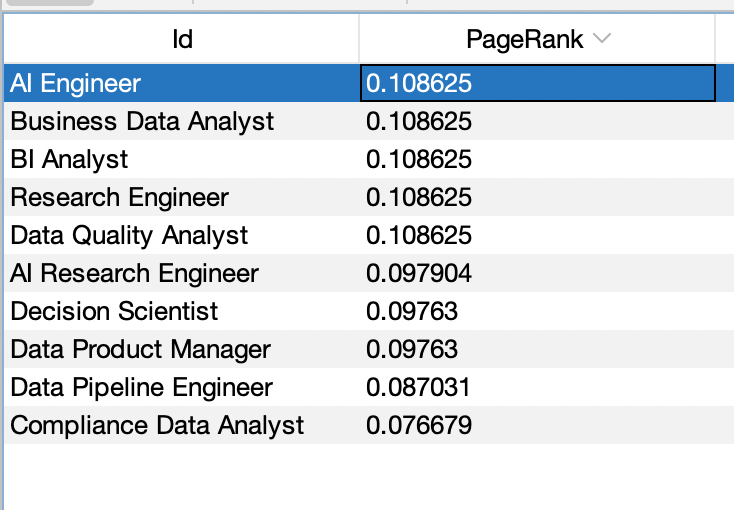 Id PageRank
AI Engineer 0.108625
Business Data Analyst 0.108625
BI Analyst 0.108625
Research Engineer 0.108625
Data Quality Analyst 0.108625
AI Research Engineer 0.097904
Decision Scientist 0.09763
Data Product Manager 0.09763
Data Pipeline Engineer 0.087031
Compliance Data Analyst 0.076679